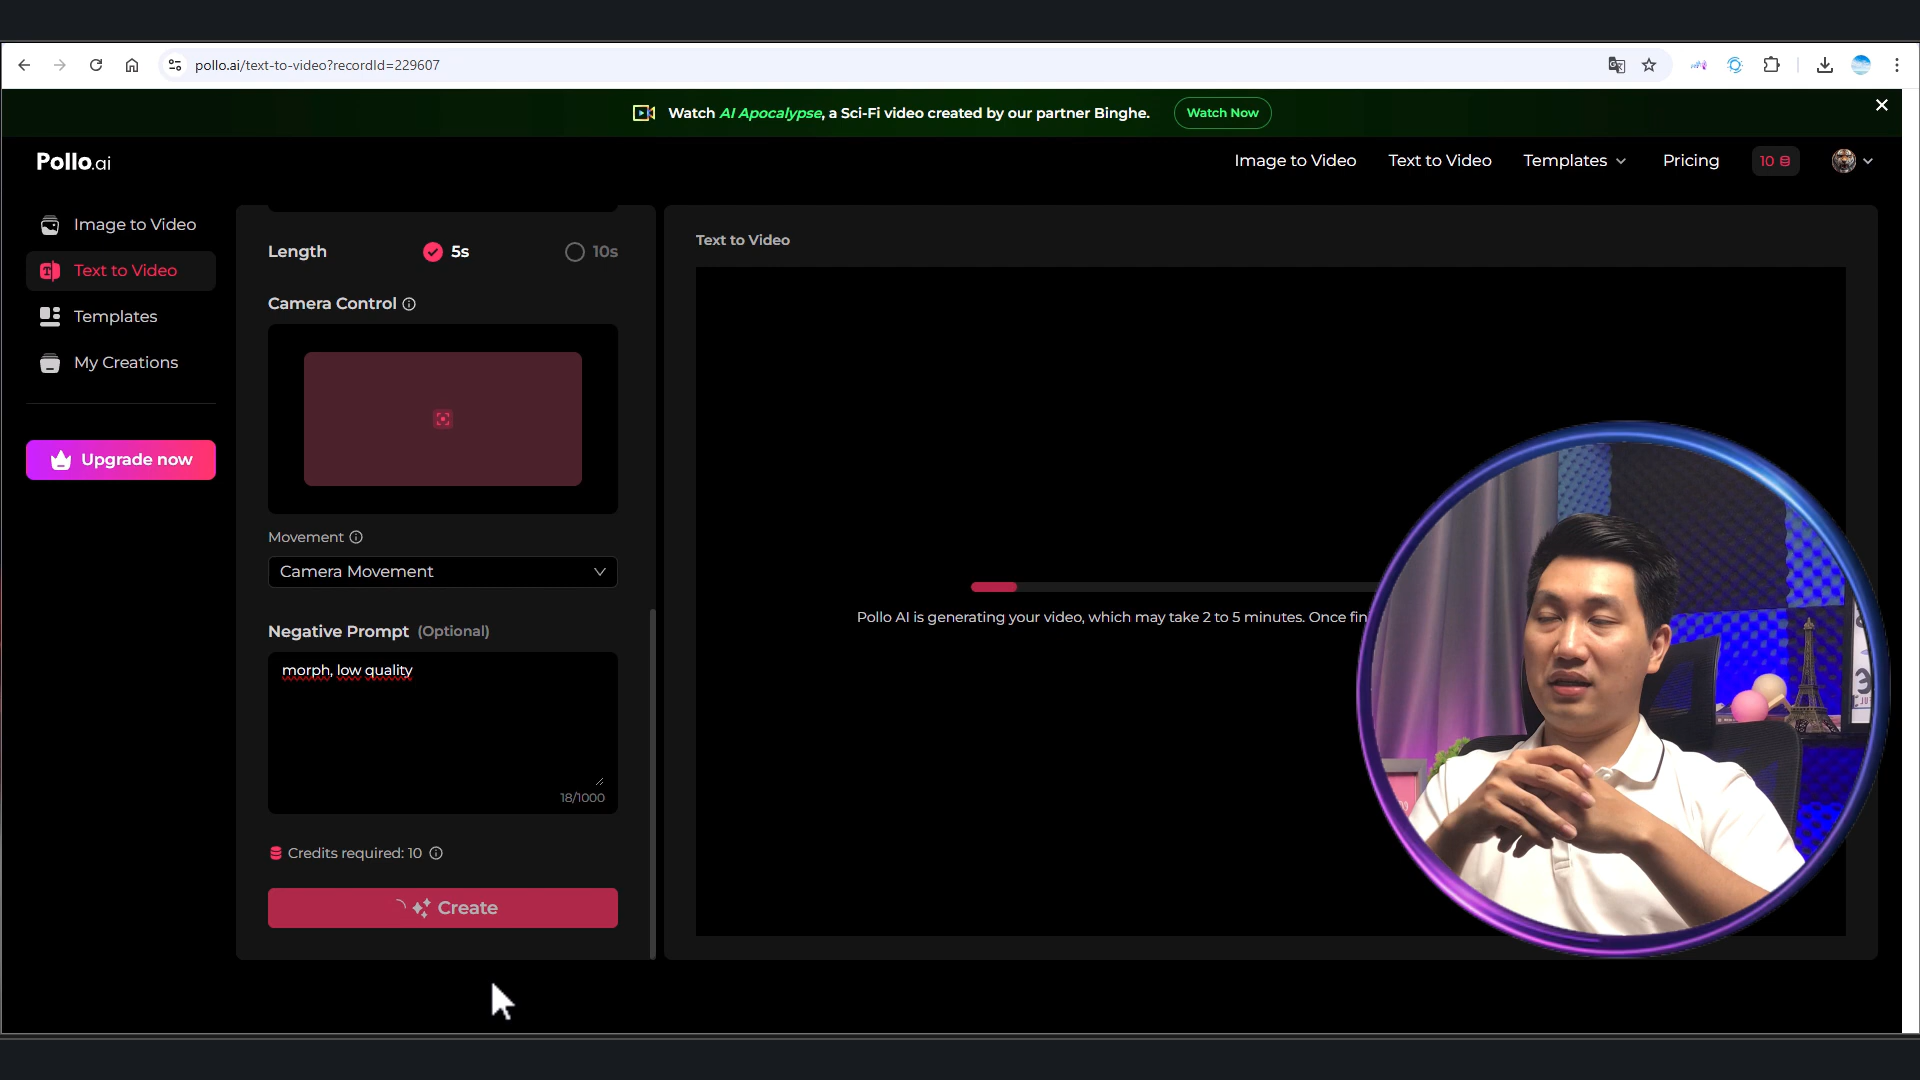 pollo.ai/text-to-video?recordId=229607
Watch AI Apocalypse, a Sci-Fi video created by our partner Binghe.
Watch Now
Pollo.ai
Image to Video
Text to Video
Templates
Pricing
10
Image to Video
Text to Video
Templates
My Creations
Upgrade now
Length
5s
10s
Camera Control
Movement
Camera Movement
Negative Prompt (Optional)
morph, low quality
18/1000
Credits required: 10
Create
Text to Video
Pollo AI is generating your video, which may take 2 to 5 minutes. Once fin